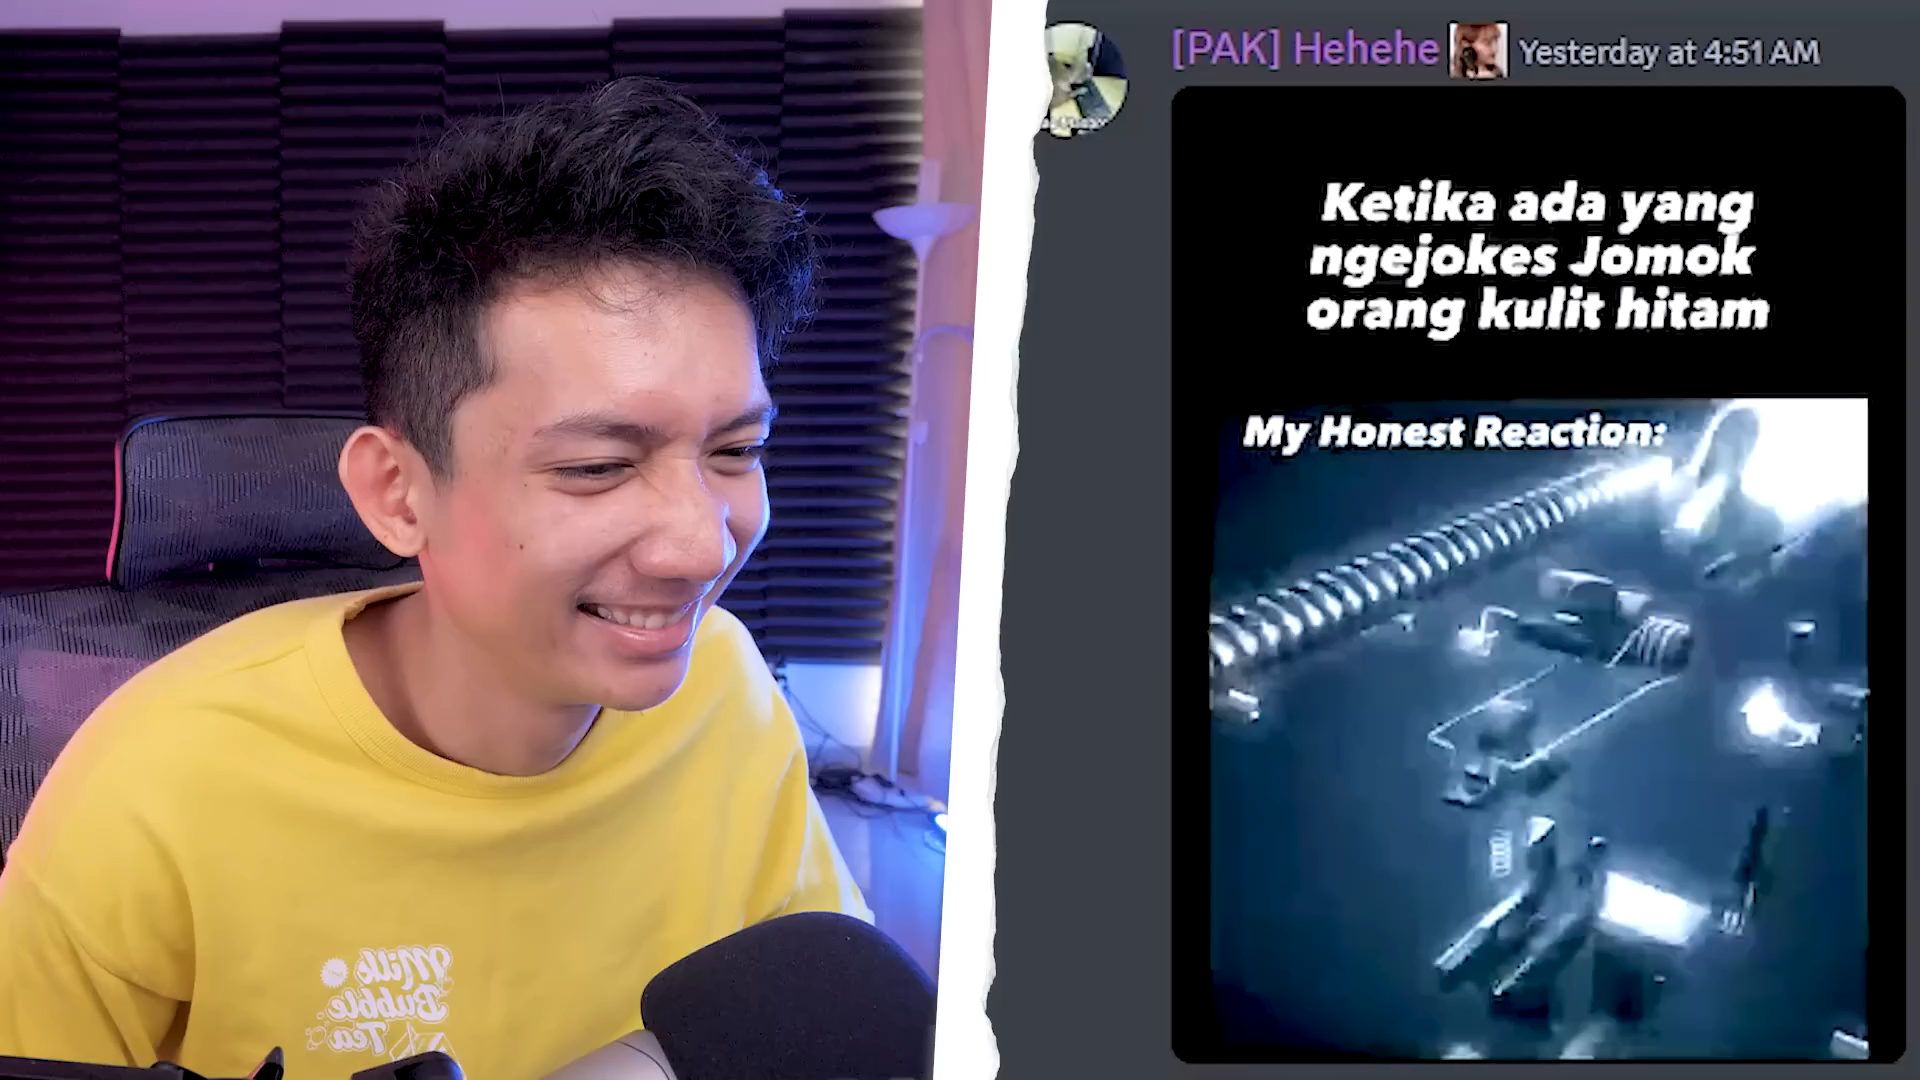 [PAK] Hehehe Yesterday at 4:51 AM
Ketika ada yang
ngejokes Jomok
orang kulit hitam
My Honest Reaction:
Milk
Bubble
Tea